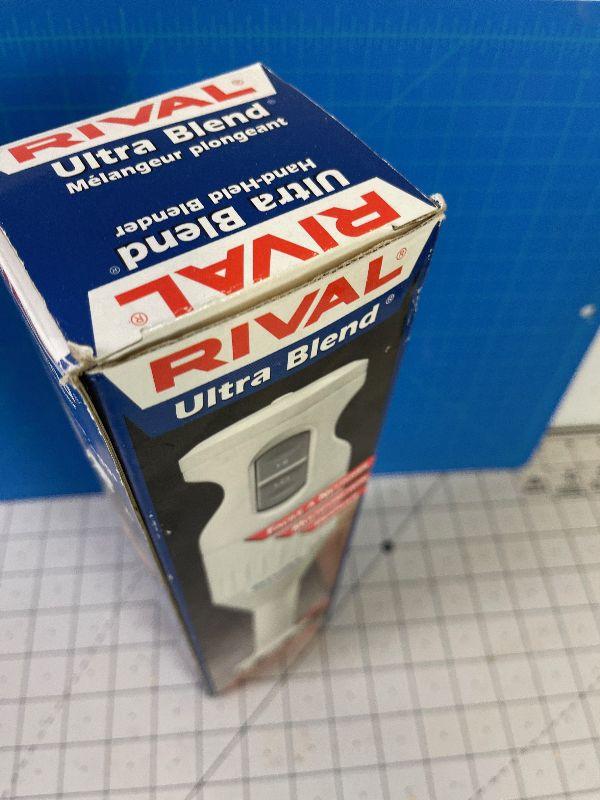 RIVAL®
Ultra Blend®
Mélangeur plongeant
RIVAL®
Ultra Blend®
Hand-Held Blender
RIVAL®
Ultra Blend®